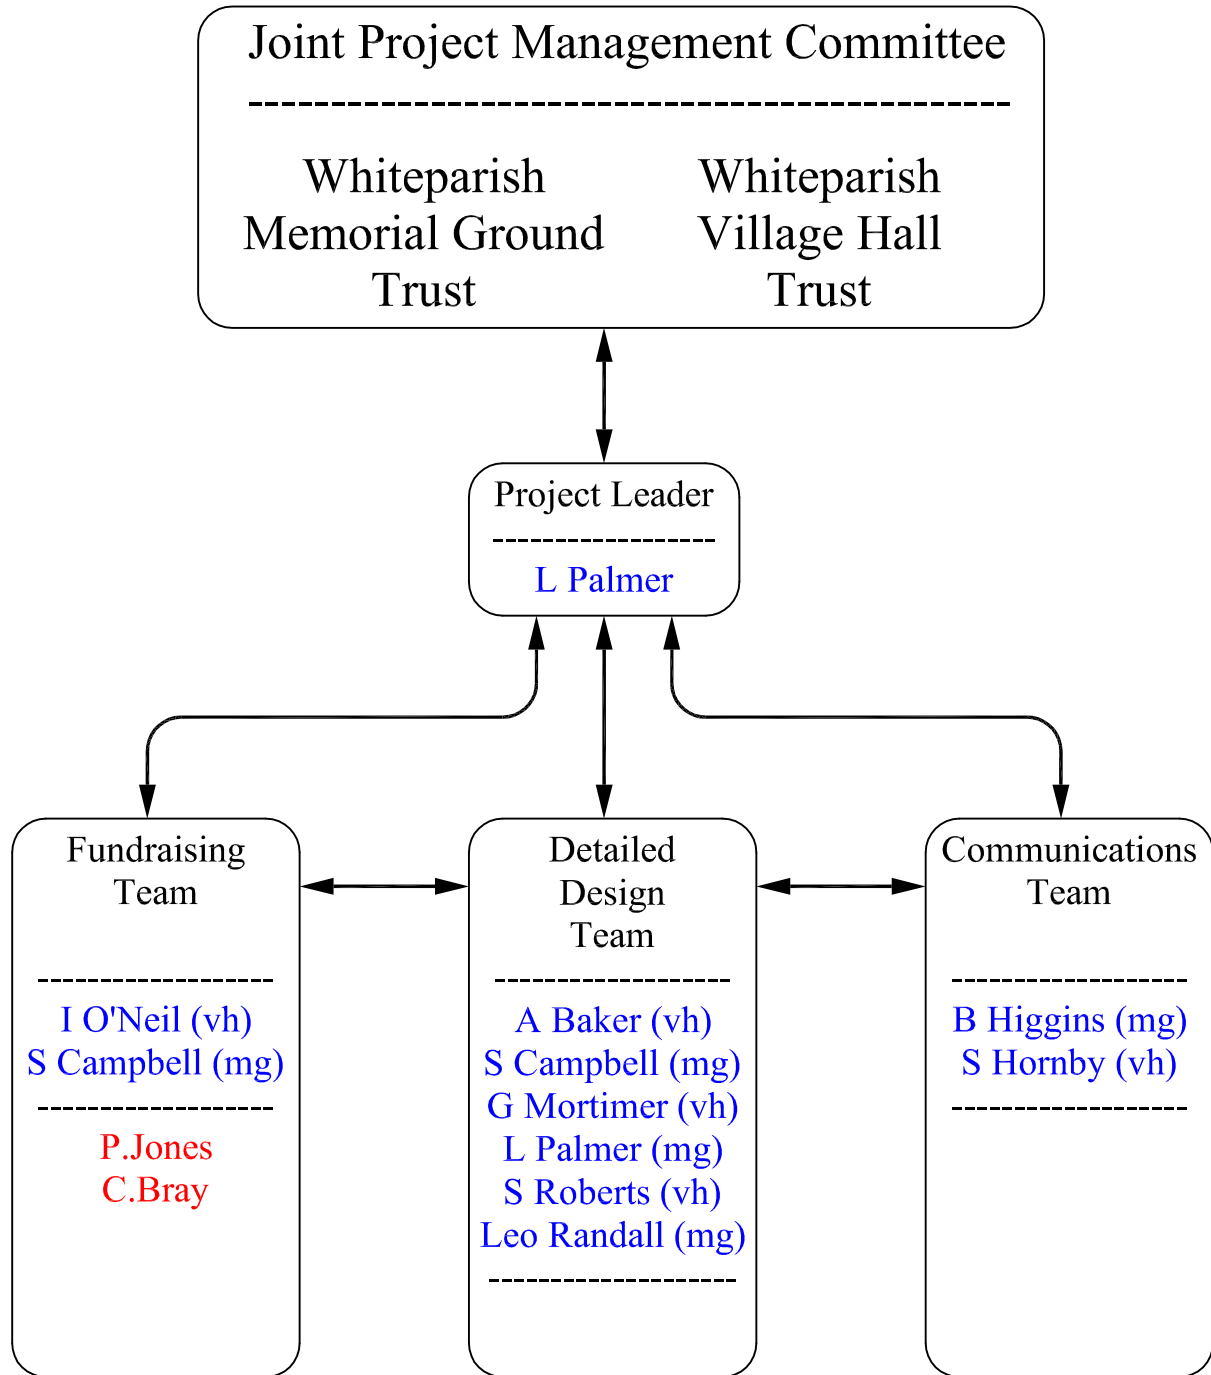 Joint Project Management Committee
Whiteparish
Memorial Ground
Trust
Whiteparish
Village Hall
Trust
Project Leader
L Palmer
Fundraising
Team
I O'Neil (vh)
S Campbell (mg)
P.Jones
C.Bray
Detailed
Design
Team
A Baker (vh)
S Campbell (mg)
G Mortimer (vh)
L Palmer (mg)
S Roberts (vh)
Leo Randall (mg)
Communications
Team
B Higgins (mg)
S Hornby (vh)